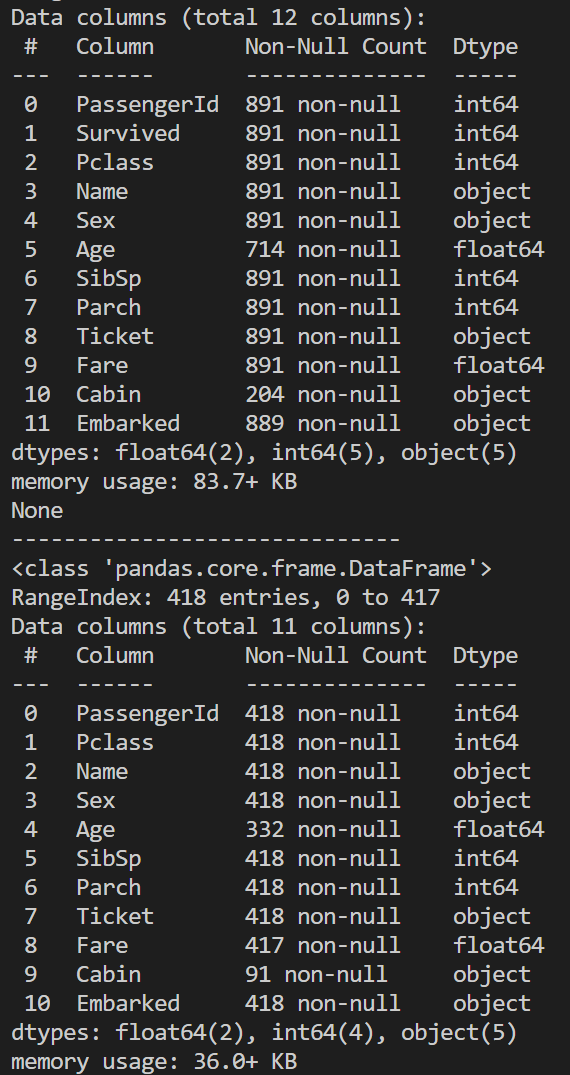 Data columns (total 12 columns):
 #   Column       Non-Null Count  Dtype
---  ------       --------------  -----
 0   PassengerId  891 non-null    int64
 1   Survived     891 non-null    int64
 2   Pclass       891 non-null    int64
 3   Name         891 non-null    object
 4   Sex          891 non-null    object
 5   Age          714 non-null    float64
 6   SibSp        891 non-null    int64
 7   Parch        891 non-null    int64
 8   Ticket       891 non-null    object
 9   Fare         891 non-null    float64
 10  Cabin        204 non-null    object
 11  Embarked     889 non-null    object
dtypes: float64(2), int64(5), object(5)
memory usage: 83.7+ KB
None
------------------------------
<class 'pandas.core.frame.DataFrame'>
RangeIndex: 418 entries, 0 to 417
Data columns (total 11 columns):
 #   Column       Non-Null Count  Dtype
---  ------       --------------  -----
 0   PassengerId  418 non-null    int64
 1   Pclass       418 non-null    int64
 2   Name         418 non-null    object
 3   Sex          418 non-null    object
 4   Age          332 non-null    float64
 5   SibSp        418 non-null    int64
 6   Parch        418 non-null    int64
 7   Ticket       418 non-null    object
 8   Fare         417 non-null    float64
 9   Cabin        91 non-null     object
 10  Embarked     418 non-null    object
dtypes: float64(2), int64(4), object(5)
memory usage: 36.0+ KB